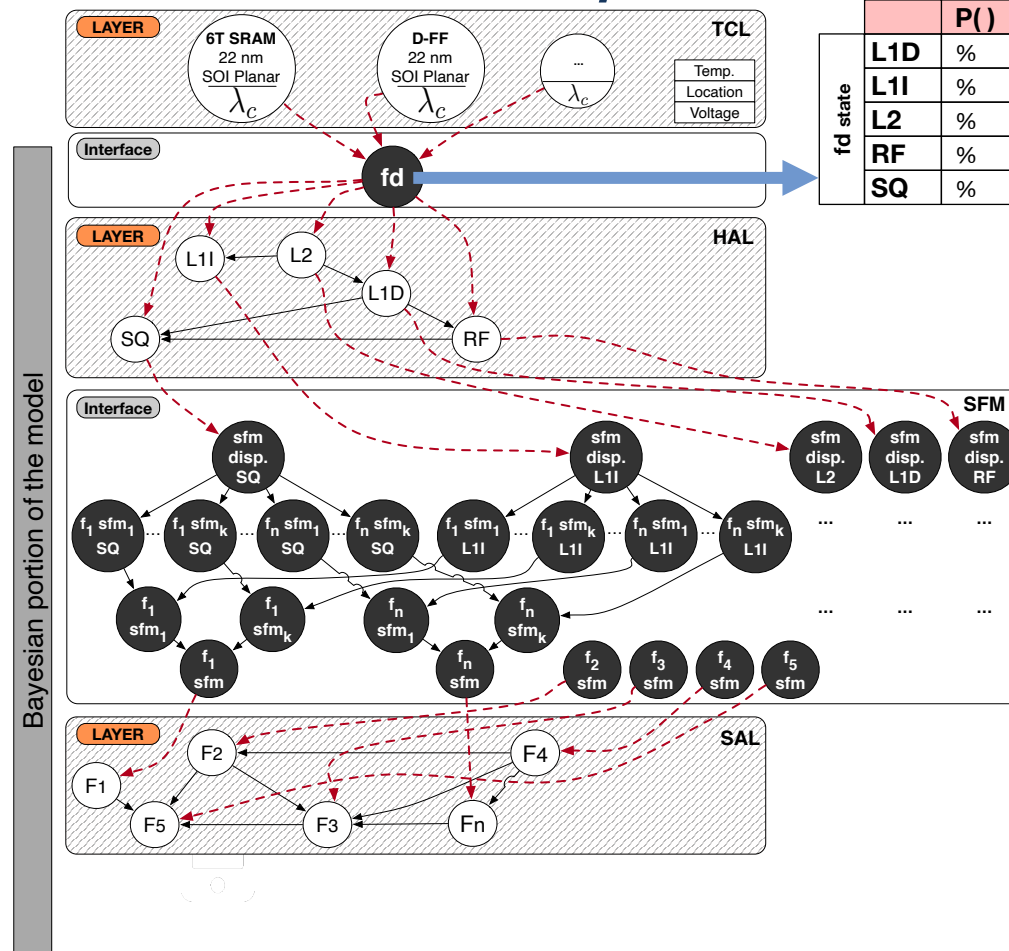 LAYER
TCL
6T SRAM
22 nm
SOI Planar
λc
D-FF
22 nm
SOI Planar
λc
...
λc
Temp.
Location
Voltage
P( )
fd state
L1D %
L1I %
L2 %
RF %
SQ %
Interface
fd
LAYER
HAL
L1I
L2
L1D
SQ
RF
Bayesian portion of the model
Interface
SFM
sfm
disp.
SQ
sfm
disp.
L1I
sfm
disp.
L2
sfm
disp.
L1D
sfm
disp.
RF
f1 sfm1
SQ
...
f1 sfmk
SQ
...
fn sfm1
SQ
...
fn sfmk
SQ
f1 sfm1
L1I
...
f1 sfmk
L1I
...
fn sfm1
L1I
...
fn sfmk
L1I
... ... ...
f1
sfm1
f1
sfmk
fn
sfm1
fn
sfmk
... ... ...
f1
sfm
fn
sfm
f2
sfm
f3
sfm
f4
sfm
f5
sfm
LAYER
SAL
F2
F4
F1
F5
F3
Fn